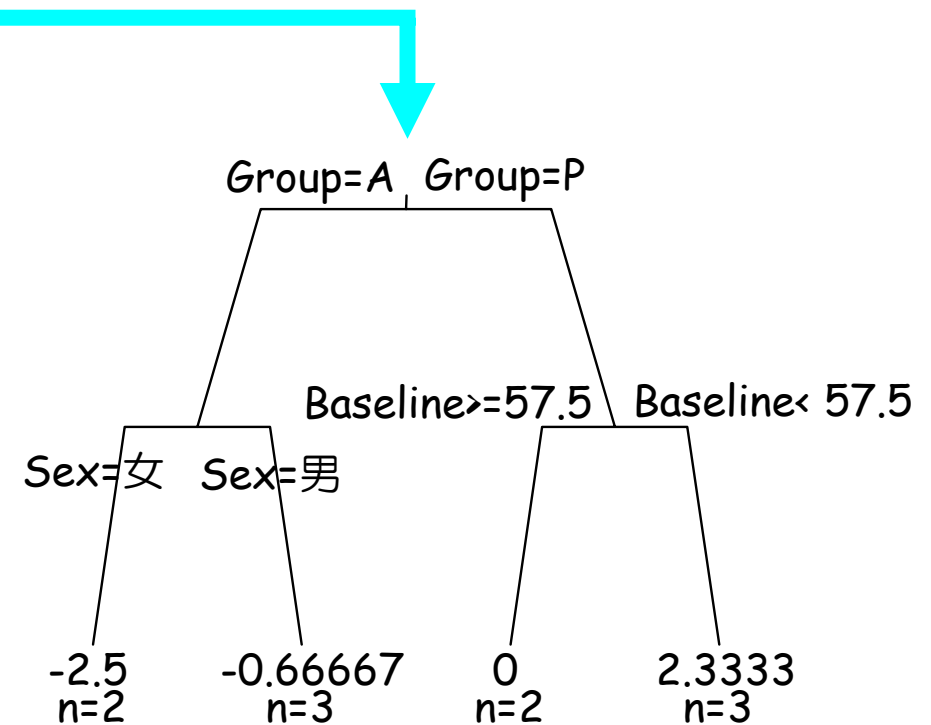 Group=A Group=P
Baseline>=57.5 Baseline< 57.5
Sex=女 Sex=男
-2.5 -0.66667 0 2.3333
n=2 n=3 n=2 n=3